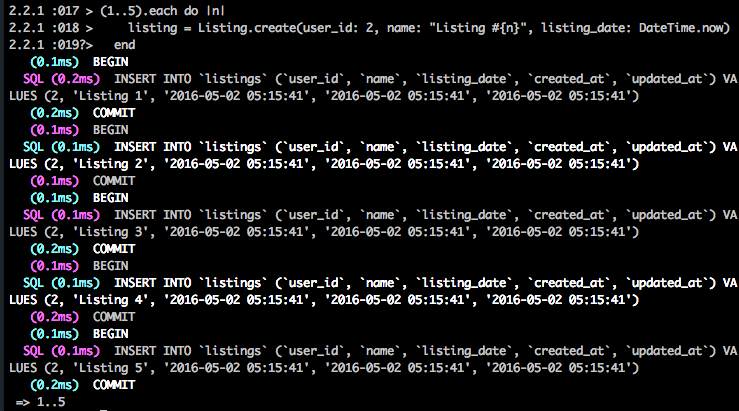 2.2.1 :017 > (1..5).each do |n|
2.2.1 :018 >     listing = Listing.create(user_id: 2, name: "Listing #{n}", listing_date: DateTime.now)
2.2.1 :019?>   end
   (0.1ms)  BEGIN
  SQL (0.2ms)  INSERT INTO `listings` (`user_id`, `name`, `listing_date`, `created_at`, `updated_at`) VA
LUES (2, 'Listing 1', '2016-05-02 05:15:41', '2016-05-02 05:15:41', '2016-05-02 05:15:41')
   (0.2ms)  COMMIT
   (0.1ms)  BEGIN
  SQL (0.1ms)  INSERT INTO `listings` (`user_id`, `name`, `listing_date`, `created_at`, `updated_at`) VA
LUES (2, 'Listing 2', '2016-05-02 05:15:41', '2016-05-02 05:15:41', '2016-05-02 05:15:41')
   (0.1ms)  COMMIT
   (0.1ms)  BEGIN
  SQL (0.1ms)  INSERT INTO `listings` (`user_id`, `name`, `listing_date`, `created_at`, `updated_at`) VA
LUES (2, 'Listing 3', '2016-05-02 05:15:41', '2016-05-02 05:15:41', '2016-05-02 05:15:41')
   (0.2ms)  COMMIT
   (0.1ms)  BEGIN
  SQL (0.1ms)  INSERT INTO `listings` (`user_id`, `name`, `listing_date`, `created_at`, `updated_at`) VA
LUES (2, 'Listing 4', '2016-05-02 05:15:41', '2016-05-02 05:15:41', '2016-05-02 05:15:41')
   (0.2ms)  COMMIT
   (0.1ms)  BEGIN
  SQL (0.1ms)  INSERT INTO `listings` (`user_id`, `name`, `listing_date`, `created_at`, `updated_at`) VA
LUES (2, 'Listing 5', '2016-05-02 05:15:41', '2016-05-02 05:15:41', '2016-05-02 05:15:41')
   (0.2ms)  COMMIT
 => 1..5